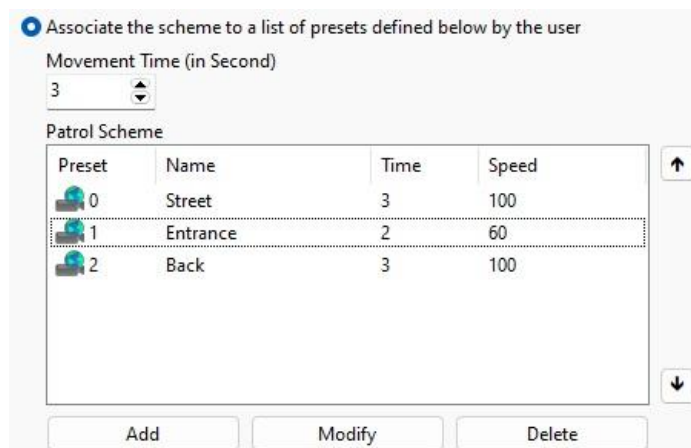 Associate the scheme to a list of presets defined below by the user
Movement Time (in Second)
3
Patrol Scheme
Preset Name Time Speed
0 Street 3 100
1 Entrance 2 60
2 Back 3 100
Add Modify Delete